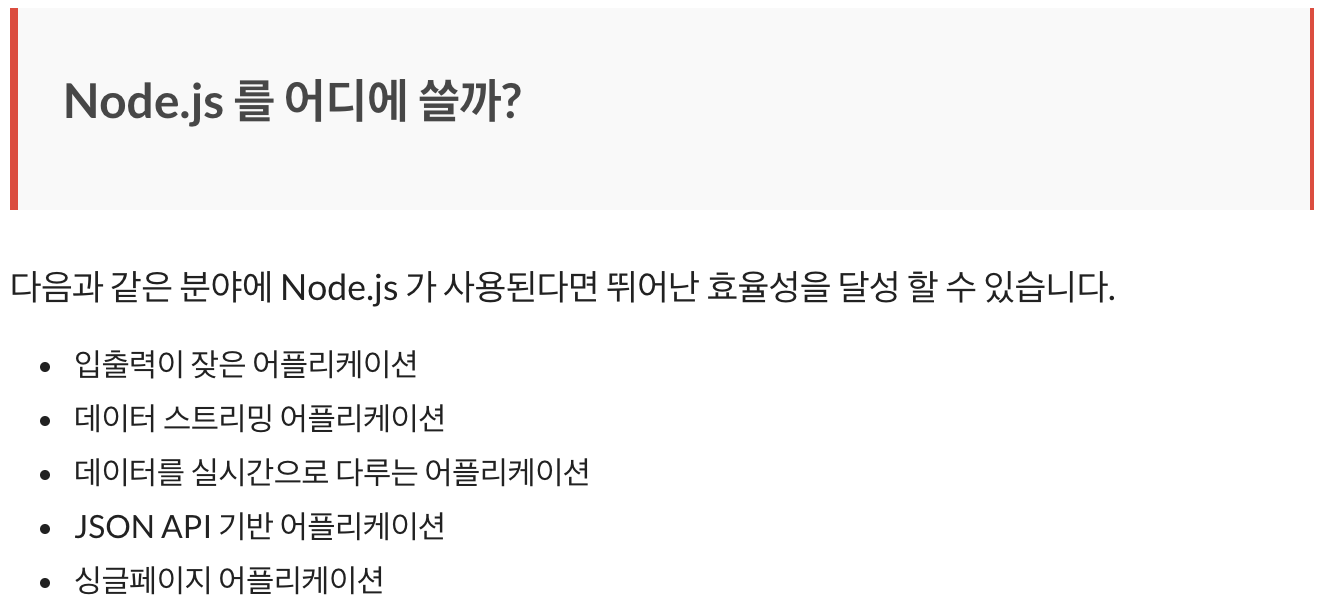 Node.js 를 어디에 쓸까?
다음과 같은 분야에 Node.js 가 사용된다면 뛰어난 효율성을 달성 할 수 있습니다.
입출력이 잦은 어플리케이션
데이터 스트리밍 어플리케이션
데이터를 실시간으로 다루는 어플리케이션
JSON API 기반 어플리케이션
싱글페이지 어플리케이션